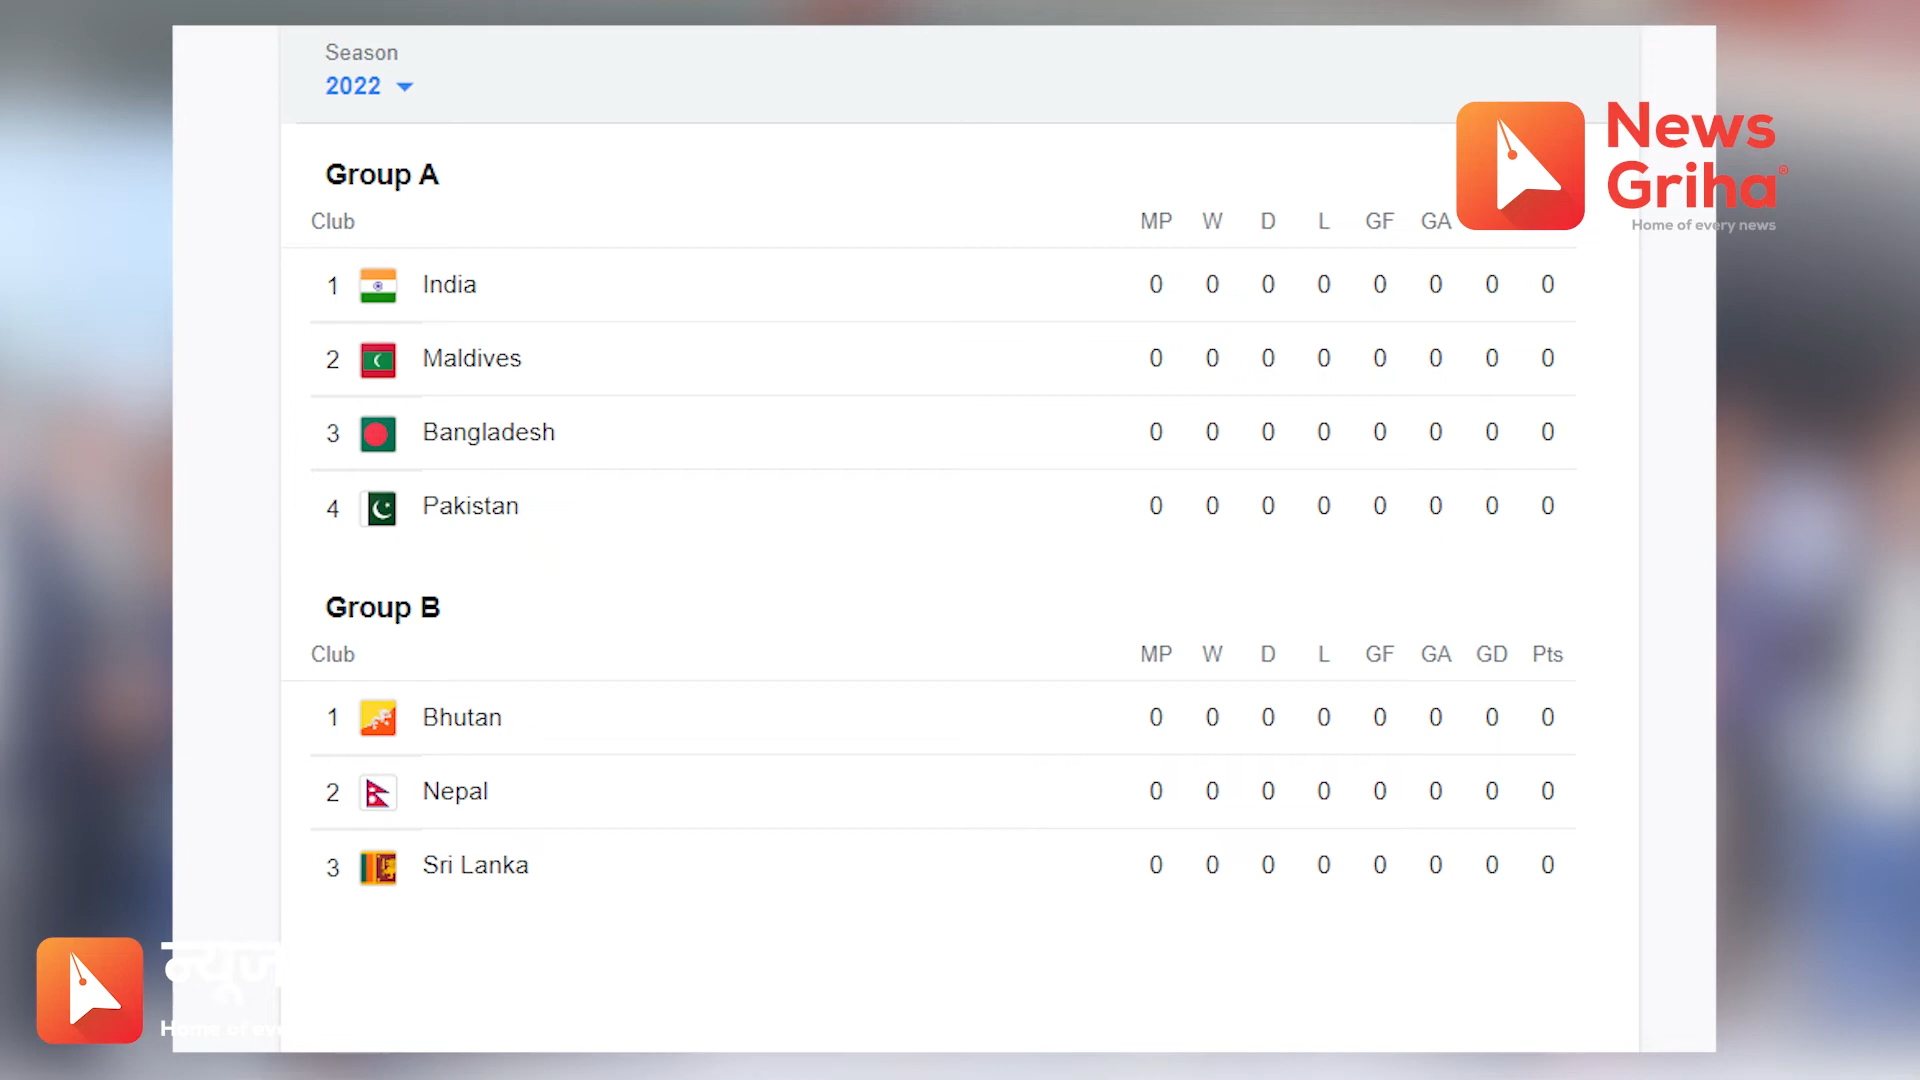 Season
2022
News
Griha
Home of every news
Group A
Club MP W D L GF GA
1 India 0 0 0 0 0 0 0 0
2 Maldives 0 0 0 0 0 0 0 0
3 Bangladesh 0 0 0 0 0 0 0 0
4 Pakistan 0 0 0 0 0 0 0 0
Group B
Club MP W D L GF GA GD Pts
1 Bhutan 0 0 0 0 0 0 0 0
2 Nepal 0 0 0 0 0 0 0 0
3 Sri Lanka 0 0 0 0 0 0 0 0
न्यूज
Home of